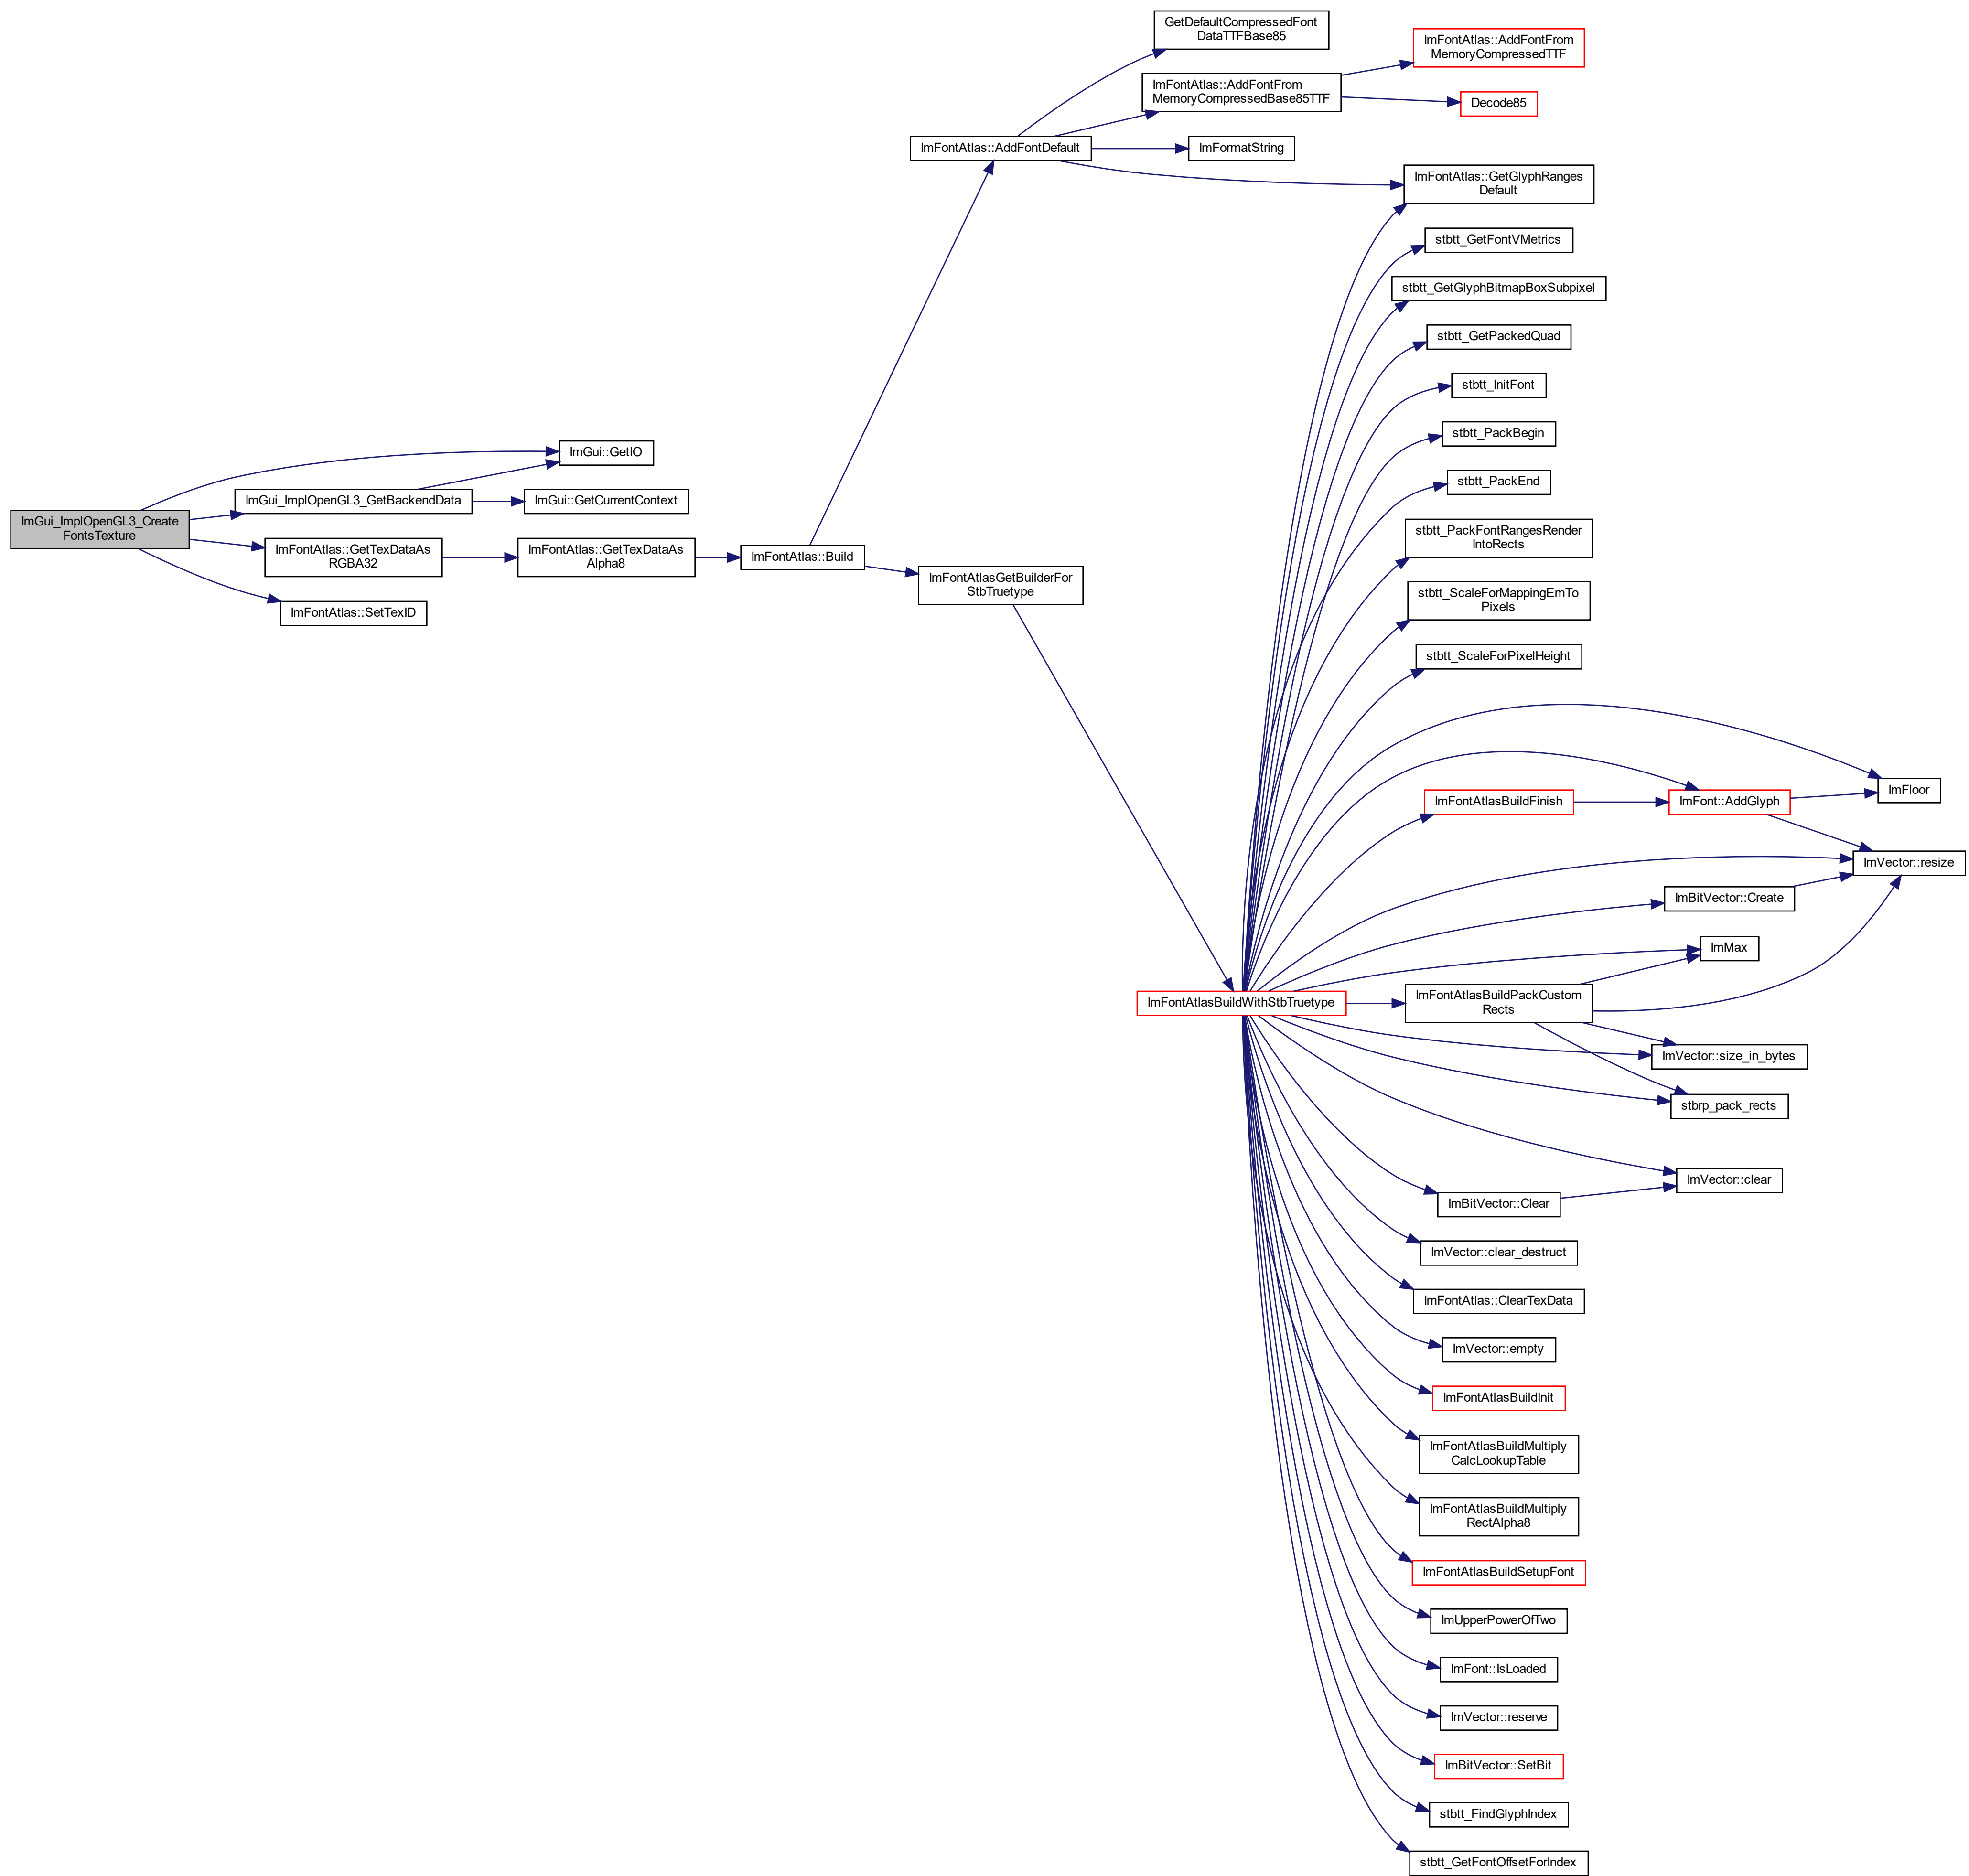 GetDefaultCompressedFont
DataTTFBase85
ImFontAtlas::AddFontFrom
MemoryCompressedTTF
ImFontAtlas::AddFontFrom
MemoryCompressedBase85TTF
Decode85
ImFontAtlas::AddFontDefault
ImFormatString
ImFontAtlas::GetGlyphRanges
Default
stbtt_GetFontVMetrics
stbtt_GetGlyphBitmapBoxSubpixel
stbtt_GetPackedQuad
stbtt_InitFont
stbtt_PackBegin
ImGui::GetIO
stbtt_PackEnd
ImGui_ImplOpenGL3_GetBackendData
ImGui::GetCurrentContext
ImGui_ImplOpenGL3_Create
FontsTexture
stbtt_PackFontRangesRender
IntoRects
ImFontAtlas::GetTexDataAs
RGBA32
ImFontAtlas::GetTexDataAs
Alpha8
ImFontAtlas::Build
ImFontAtlasGetBuilderFor
StbTruetype
stbtt_ScaleForMappingEmTo
Pixels
ImFontAtlas::SetTexID
stbtt_ScaleForPixelHeight
ImFontAtlasBuildFinish
ImFont::AddGlyph
ImFloor
ImVector::resize
ImBitVector::Create
ImMax
ImFontAtlasBuildWithStbTruetype
ImFontAtlasBuildPackCustom
Rects
ImVector::size_in_bytes
stbrp_pack_rects
ImVector::clear
ImBitVector::Clear
ImVector::clear_destruct
ImFontAtlas::ClearTexData
ImVector::empty
ImFontAtlasBuildInit
ImFontAtlasBuildMultiply
CalcLookupTable
ImFontAtlasBuildMultiply
RectAlpha8
ImFontAtlasBuildSetupFont
ImUpperPowerOfTwo
ImFont::IsLoaded
ImVector::reserve
ImBitVector::SetBit
stbtt_FindGlyphIndex
stbtt_GetFontOffsetForIndex